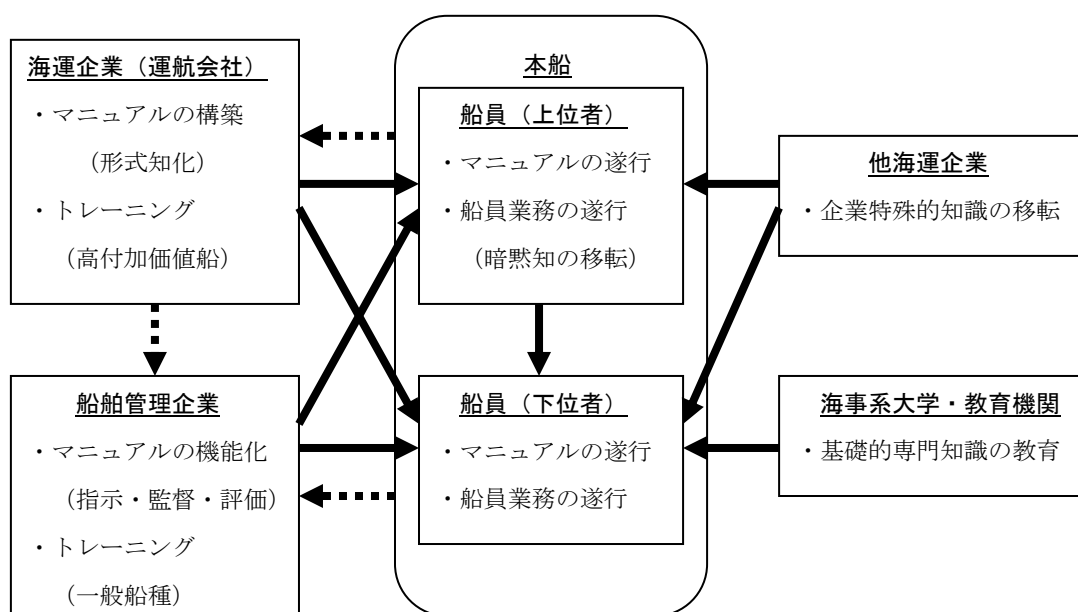 海運企業（運航会社）
・マニュアルの構築
（形式知化）
・トレーニング
（高付加価値船）
船舶管理企業
・マニュアルの機能化
（指示・監督・評価）
・トレーニング
（一般船種）
本船
船員（上位者）
・マニュアルの遂行
・船員業務の遂行
（暗黙知の移転）
船員（下位者）
・マニュアルの遂行
・船員業務の遂行
他海運企業
・企業特殊的知識の移転
海事系大学・教育機関
・基礎的専門知識の教育